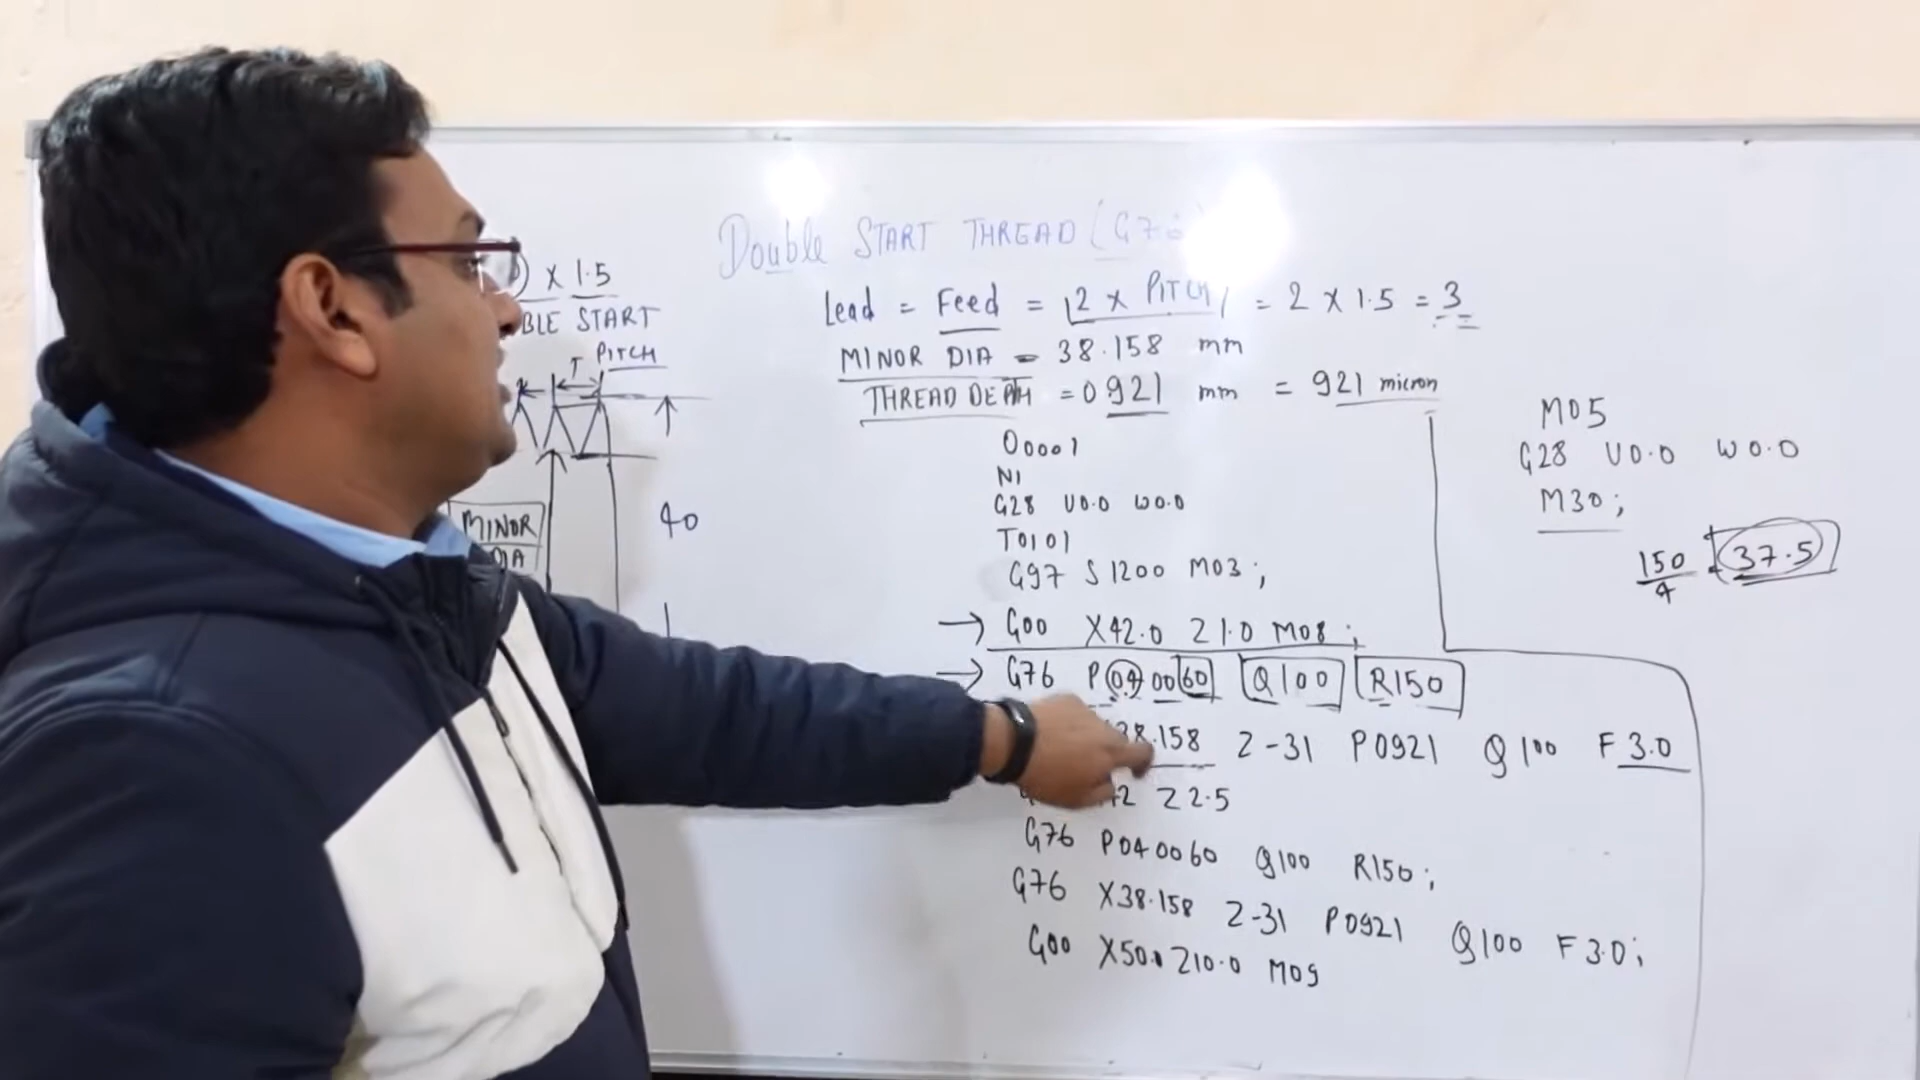 Double START THREAD (G76
X 1.5
BLE START
PITCH
MINOR
DIA
40
Lead = Feed = 2 X PITCH = 2 X 1.5 = 3
MINOR DIA = 38.158 mm
THREAD DEPTH = 0921 mm = 921 micron
O0001
N1
G28 U0.0 W0.0
T0101
G97 S1200 M03;
→ G00 X42.0 Z1.0 M08;
→ G76 P040060 Q100 R150
38.158 Z-31 P0921 Q100 F3.0
Z2.5
G76 P040060 Q100 R150;
G76 X38.158 Z-31 P0921 Q100 F3.0;
G00 X50.0 Z10.0 M09
M05
G28 U0.0 W0.0
M30;
150/4 = 37.5